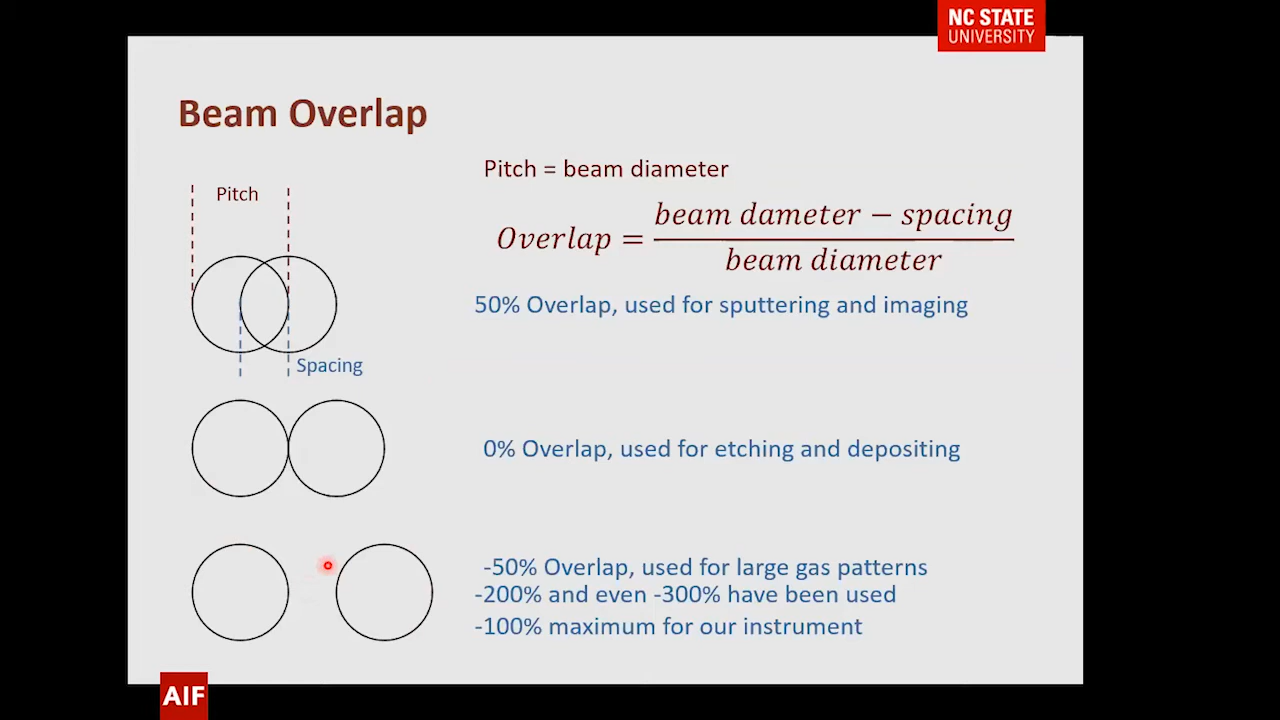 NC STATE
UNIVERSITY
Beam Overlap
Pitch = beam diameter
Pitch
Overlap = beam dameter − spacing
beam diameter
50% Overlap, used for sputtering and imaging
Spacing
0% Overlap, used for etching and depositing
-50% Overlap, used for large gas patterns
-200% and even -300% have been used
-100% maximum for our instrument
AIF